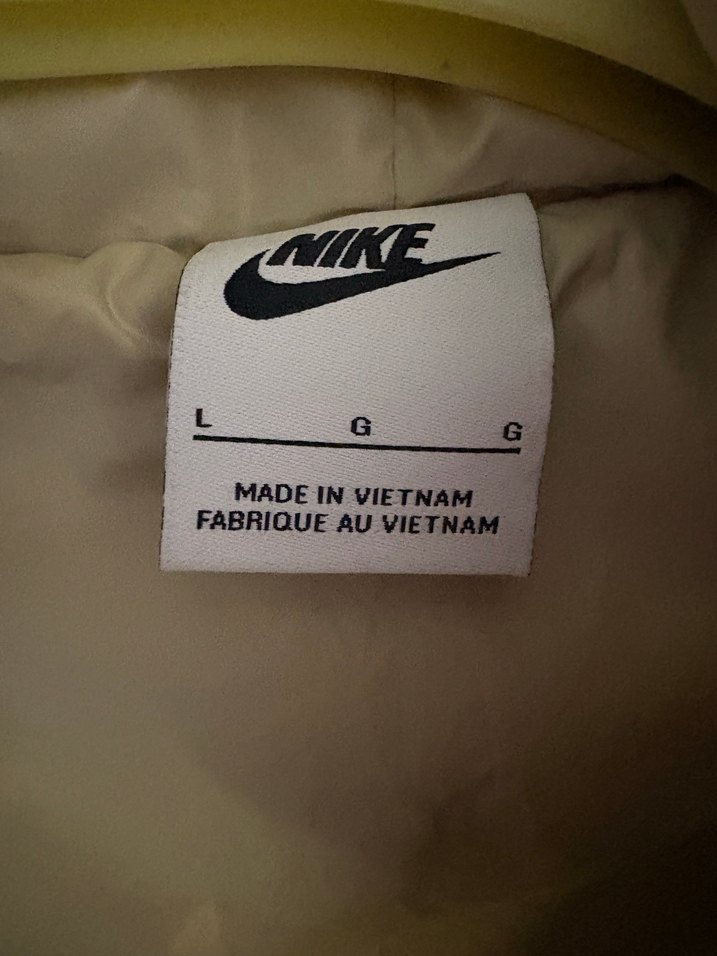 NIKE
L G G
MADE IN VIETNAM
FABRIQUE AU VIETNAM